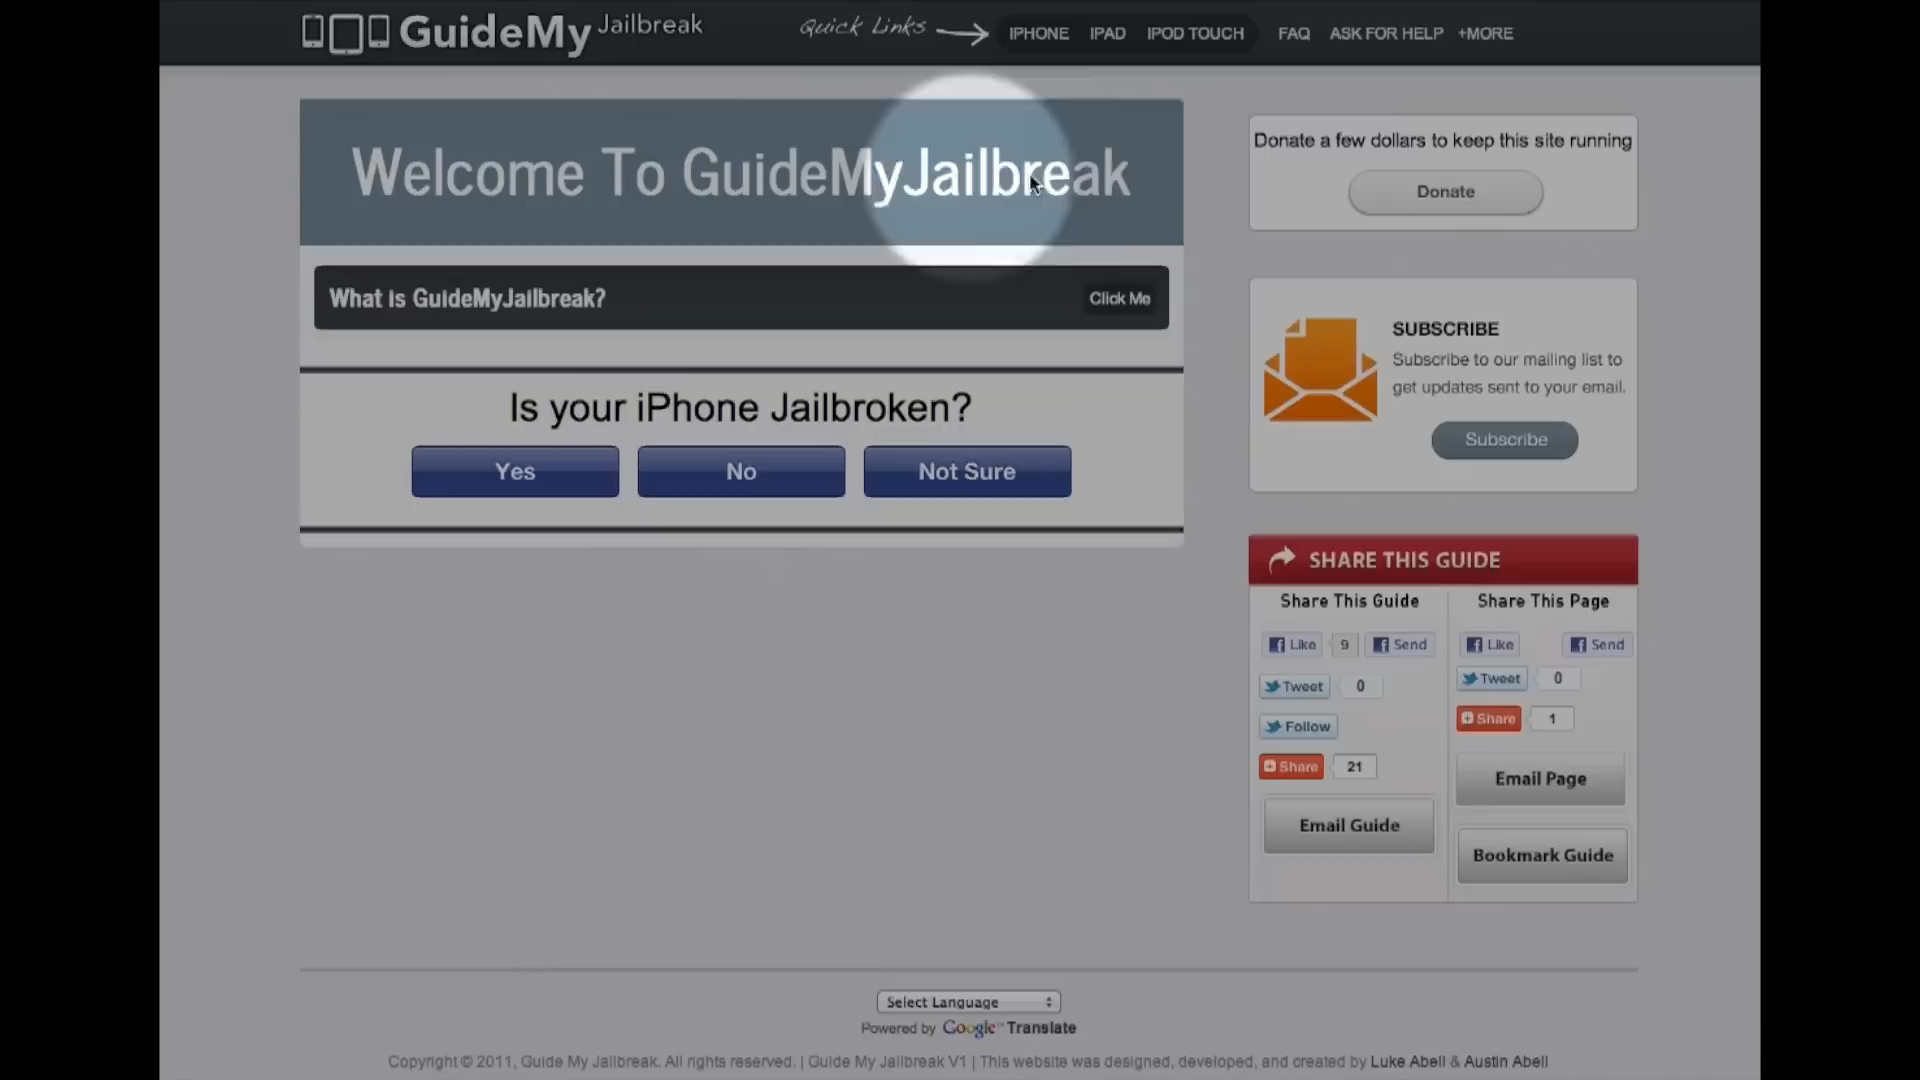 GuideMy Jailbreak
Quick Links
IPHONE IPAD IPOD TOUCH FAQ ASK FOR HELP +MORE
Welcome To GuideMyJailbreak
What is GuideMyJailbreak? Click Me
Is your iPhone Jailbroken?
Yes No Not Sure
Donate a few dollars to keep this site running
Donate
SUBSCRIBE
Subscribe to our mailing list to
get updates sent to your email.
Subscribe
SHARE THIS GUIDE
Share This Guide
Like 9 Send
Tweet 0
Follow
Share 21
Email Guide
Share This Page
Like Send
Tweet 0
Share 1
Email Page
Bookmark Guide
Select Language
Powered by Google™ Translate
Copyright © 2011, Guide My Jailbreak. All rights reserved. | Guide My Jailbreak V1 | This website was designed, developed, and created by Luke Abell & Austin Abell